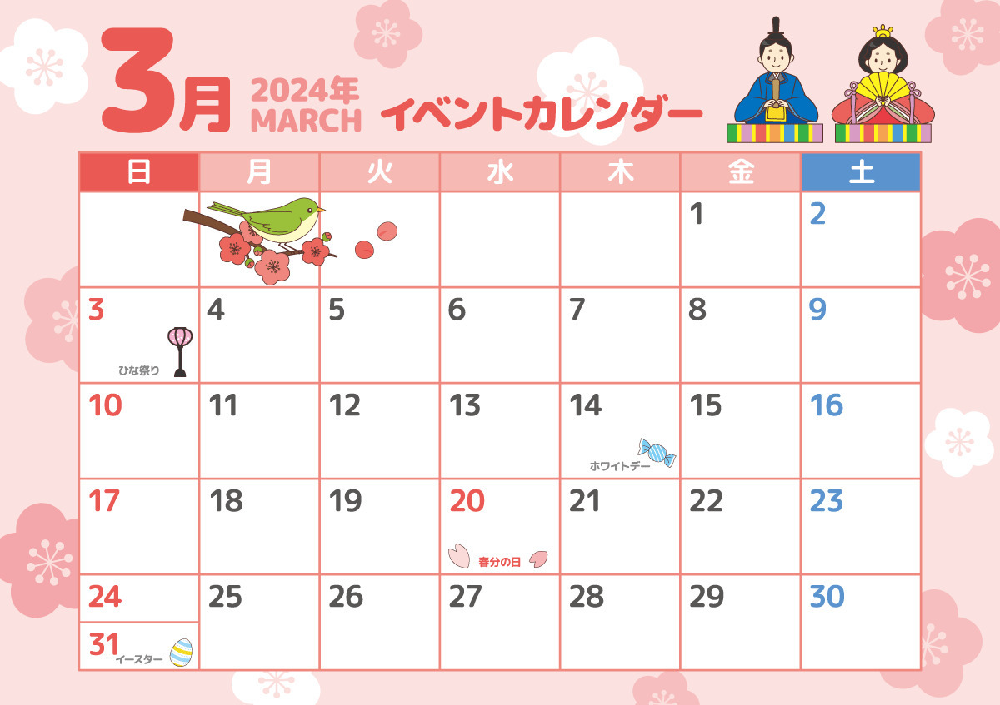 3月
2024年
MARCH
イベントカレンダー
日 月 火 水 木 金 土
1 2
3 4 5 6 7 8 9
ひな祭り
10 11 12 13 14 15 16
ホワイトデー
17 18 19 20 21 22 23
春分の日
24 25 26 27 28 29 30
31
イースター